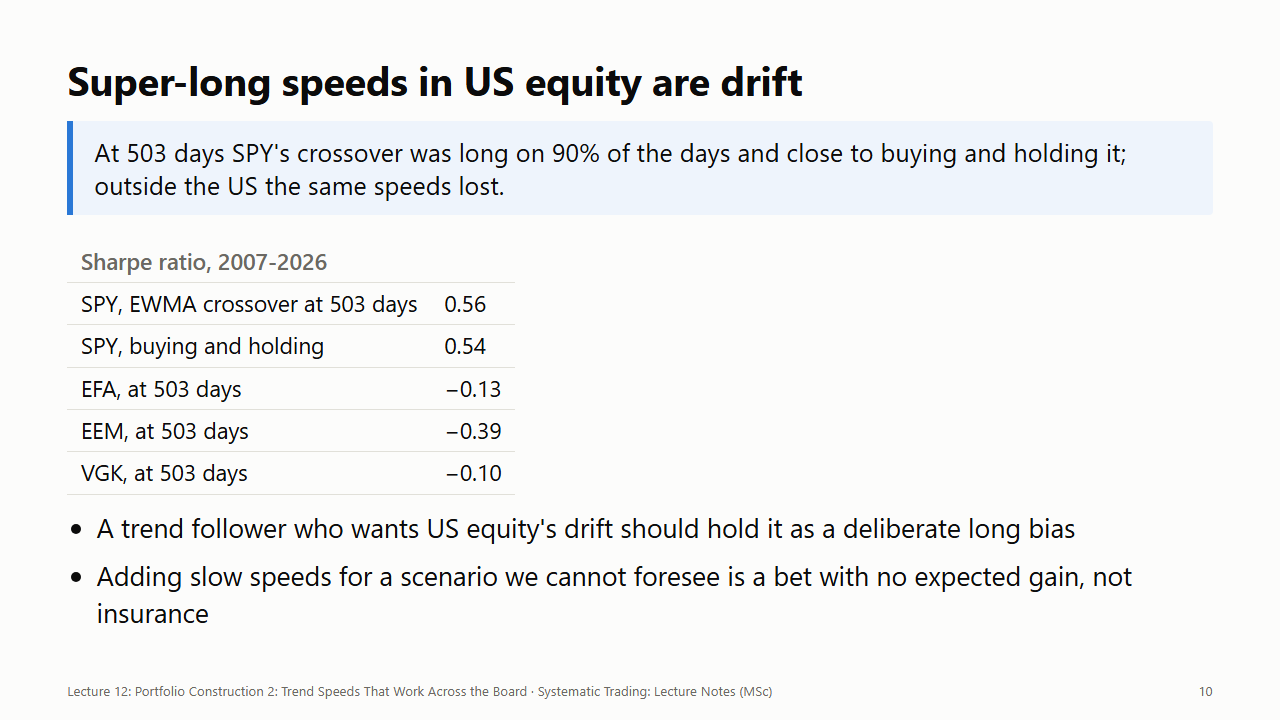 Super-long speeds in US equity are drift
At 503 days SPY's crossover was long on 90% of the days and close to buying and holding it;
outside the US the same speeds lost.
Sharpe ratio, 2007-2026
SPY, EWMA crossover at 503 days 0.56
SPY, buying and holding 0.54
EFA, at 503 days −0.13
EEM, at 503 days −0.39
VGK, at 503 days −0.10
• A trend follower who wants US equity's drift should hold it as a deliberate long bias
• Adding slow speeds for a scenario we cannot foresee is a bet with no expected gain, not
insurance
Lecture 12: Portfolio Construction 2: Trend Speeds That Work Across the Board · Systematic Trading: Lecture Notes (MSc) 10